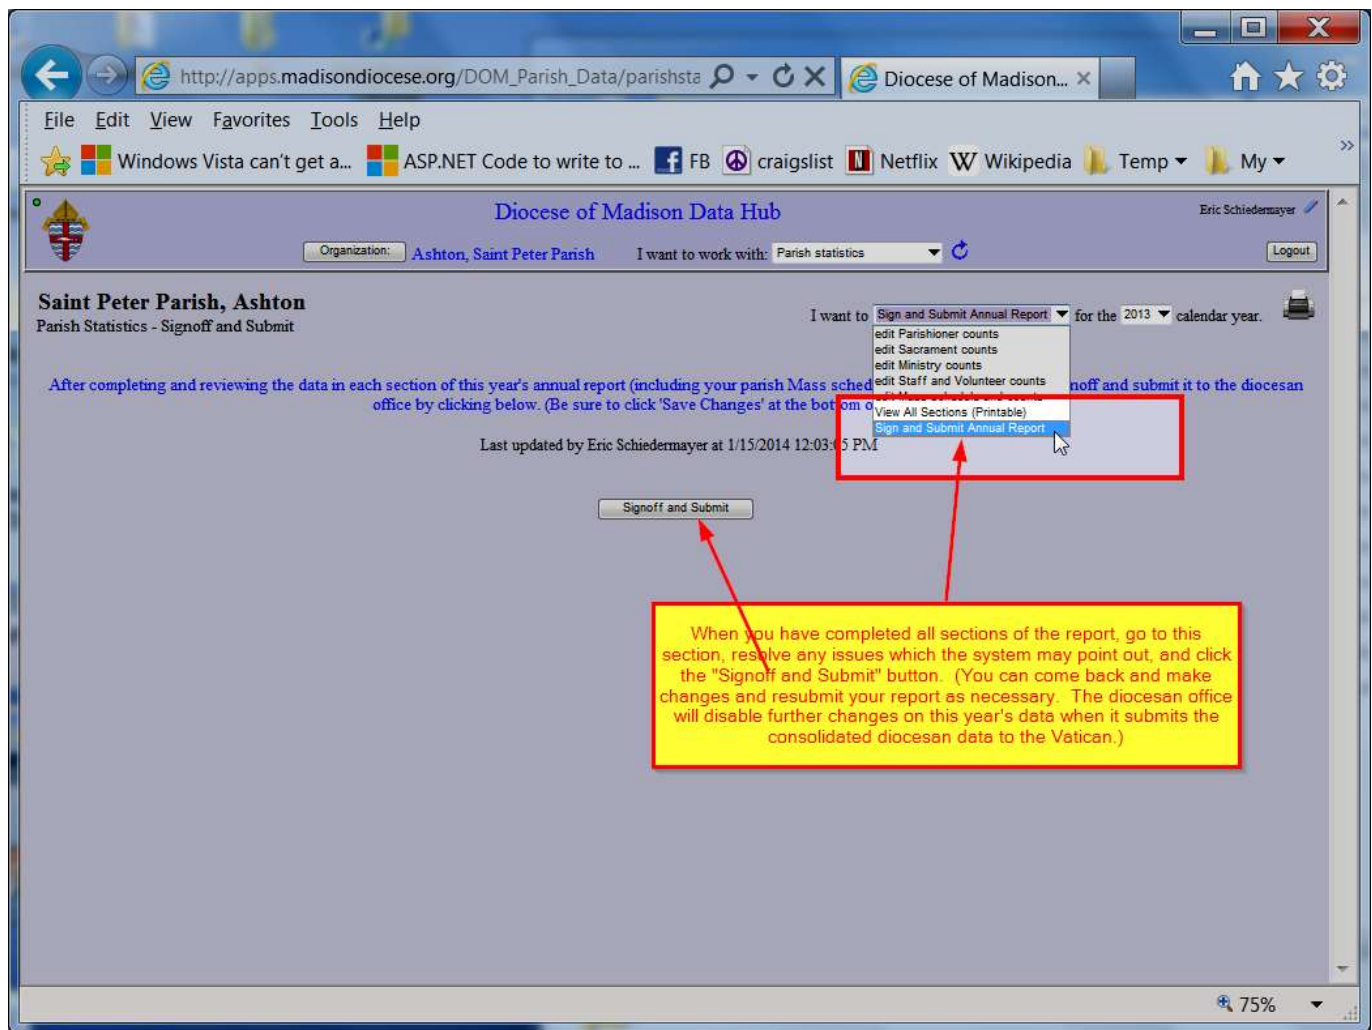 http://apps.madisondiocese.org/DOM_Parish_Data/parishsta
Diocese of Madison...
File Edit View Favorites Tools Help
Windows Vista can't get a... ASP.NET Code to write to ... FB craigslist Netflix W Wikipedia Temp My
Diocese of Madison Data Hub
Eric Schiedermayer
Organization: Ashton, Saint Peter Parish I want to work with: Parish statistics
Logout
Saint Peter Parish, Ashton
Parish Statistics - Signoff and Submit
I want to Sign and Submit Annual Report for the 2013 calendar year.
edit Parishioner counts
edit Sacrament counts
edit Ministry counts
edit Staff and Volunteer counts
View All Sections (Printable)
Sign and Submit Annual Report
After completing and reviewing the data in each section of this year's annual report (including your parish Mass sched noff and submit it to the diocesan
office by clicking below. (Be sure to click 'Save Changes' at the bottom o
Last updated by Eric Schiedermayer at 1/15/2014 12:03:05 PM
Signoff and Submit
When you have completed all sections of the report, go to this
section, resolve any issues which the system may point out, and click
the "Signoff and Submit" button. (You can come back and make
changes and resubmit your report as necessary. The diocesan office
will disable further changes on this year's data when it submits the
consolidated diocesan data to the Vatican.)
75%